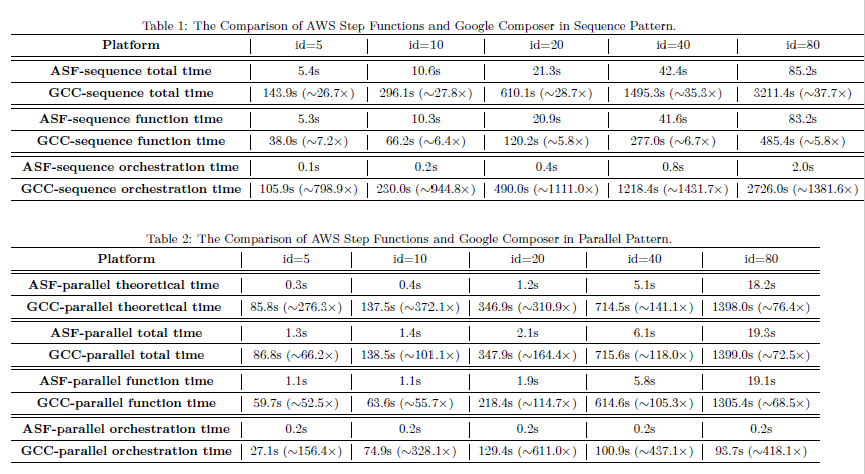 Table 1: The Comparison of AWS Step Functions and Google Composer in Sequence Pattern.
Platform id=5 id=10 id=20 id=40 id=80
ASF-sequence total time 5.4s 10.6s 21.3s 42.4s 85.2s
GCC-sequence total time 143.9s (∼26.7×) 296.1s (∼27.8×) 610.1s (∼28.7×) 1495.3s (∼35.3×) 3211.4s (∼37.7×)
ASF-sequence function time 5.3s 10.3s 20.9s 41.6s 83.2s
GCC-sequence function time 38.0s (∼7.2×) 66.2s (∼6.4×) 120.2s (∼5.8×) 277.0s (∼6.7×) 485.4s (∼5.8×)
ASF-sequence orchestration time 0.1s 0.2s 0.4s 0.8s 2.0s
GCC-sequence orchestration time 105.9s (∼798.9×) 230.0s (∼944.8×) 490.0s (∼1111.0×) 1218.4s (∼1431.7×) 2726.0s (∼1381.6×)
Table 2: The Comparison of AWS Step Functions and Google Composer in Parallel Pattern.
Platform id=5 id=10 id=20 id=40 id=80
ASF-parallel theoretical time 0.3s 0.4s 1.2s 5.1s 18.2s
GCC-parallel theoretical time 85.8s (∼276.3×) 137.5s (∼372.1×) 346.9s (∼310.9×) 714.5s (∼141.1×) 1398.0s (∼76.4×)
ASF-parallel total time 1.3s 1.4s 2.1s 6.1s 19.3s
GCC-parallel total time 86.8s (∼66.2×) 138.5s (∼101.1×) 347.9s (∼164.4×) 715.6s (∼118.0×) 1399.0s (∼72.5×)
ASF-parallel function time 1.1s 1.1s 1.9s 5.8s 19.1s
GCC-parallel function time 59.7s (∼52.5×) 63.6s (∼55.7×) 218.4s (∼114.7×) 614.6s (∼105.3×) 1305.4s (∼68.5×)
ASF-parallel orchestration time 0.2s 0.2s 0.2s 0.2s 0.2s
GCC-parallel orchestration time 27.1s (∼156.4×) 74.9s (∼328.1×) 129.4s (∼611.0×) 100.9s (∼437.1×) 93.7s (∼418.1×)